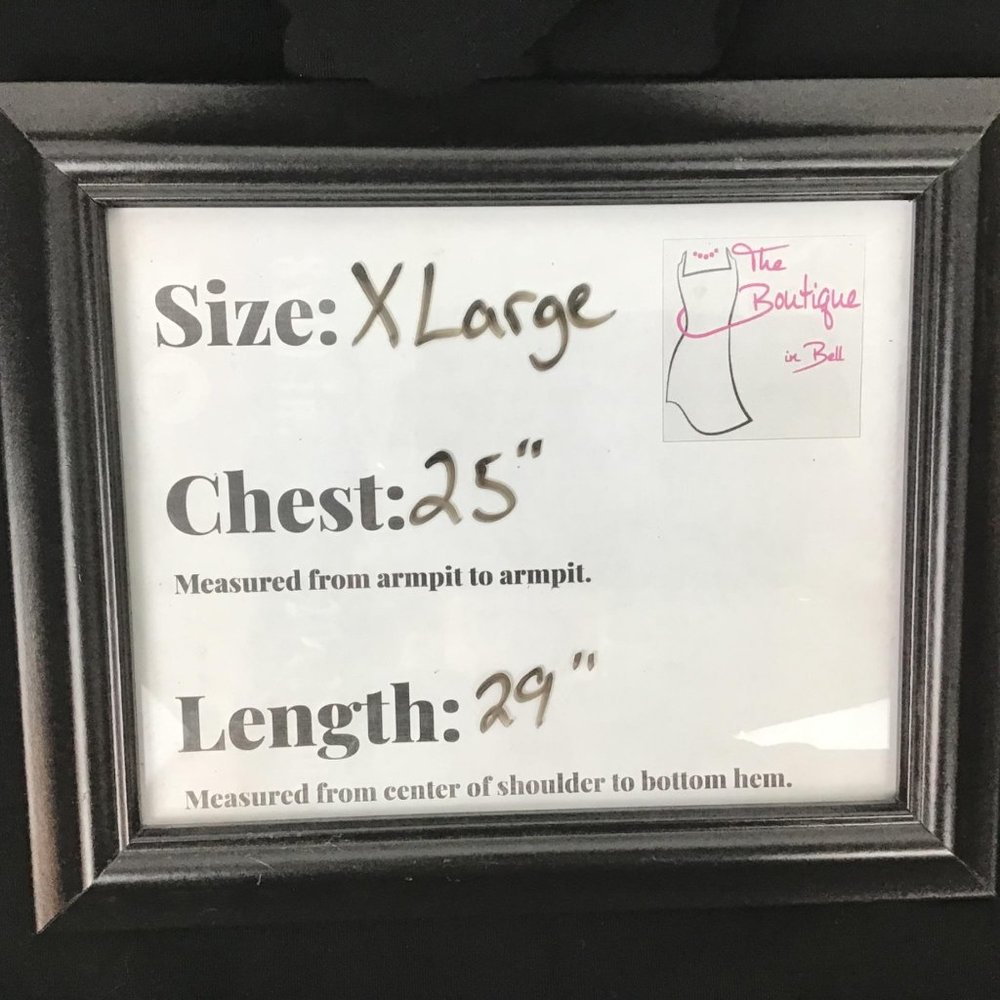 Size: XLarge
The
Boutique
in Bell
Chest: 25"
Measured from armpit to armpit.
Length: 29"
Measured from center of shoulder to bottom hem.